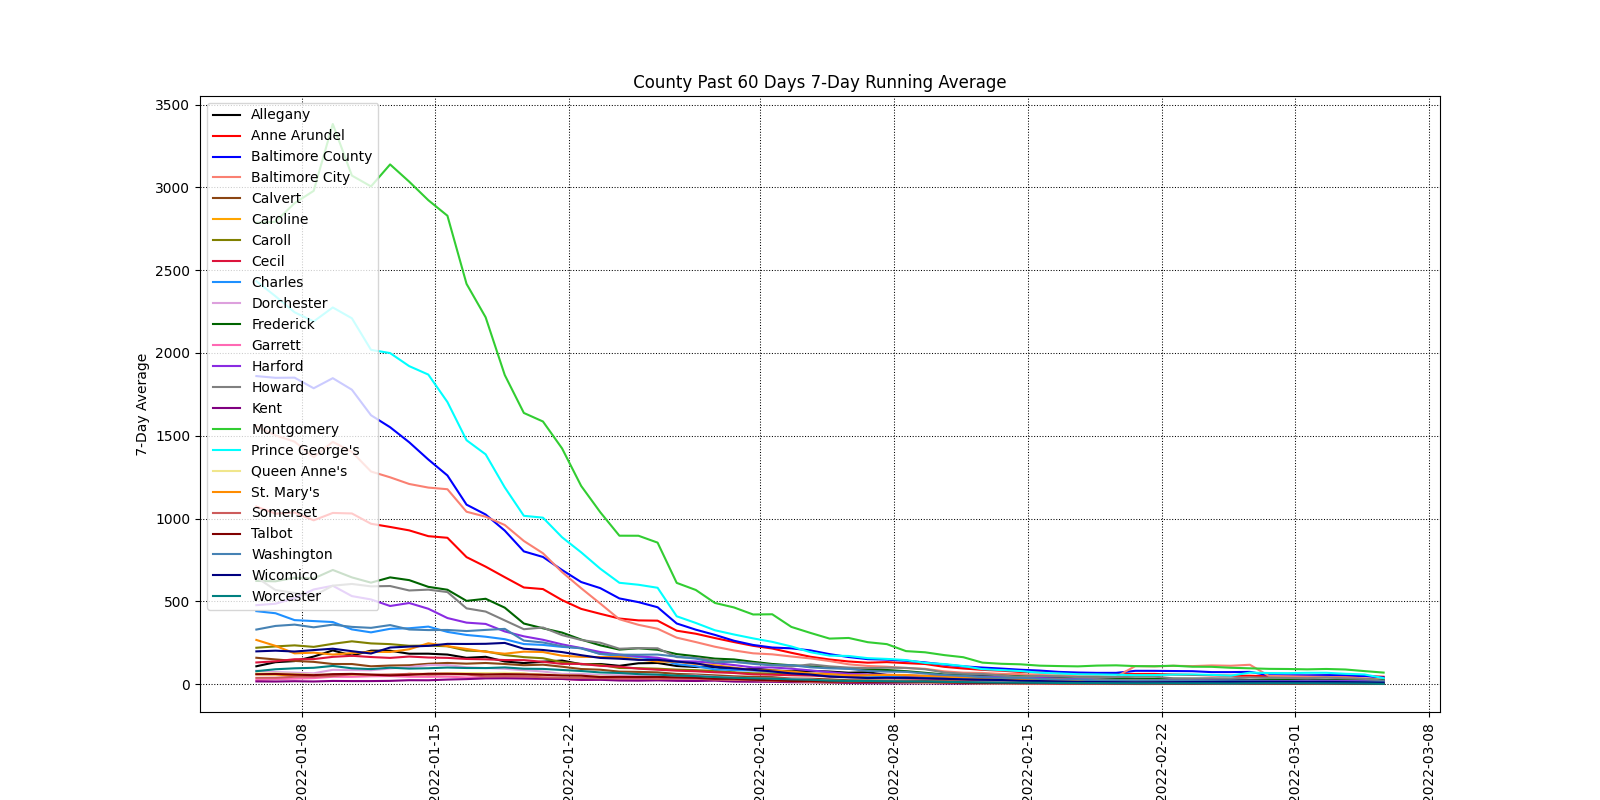 County Past 60 Days 7-Day Running Average
7-Day Average
3500
3000
2500
2000
1500
1000
500
0
Allegany
Anne Arundel
Baltimore County
Baltimore City
Calvert
Caroline
Caroll
Cecil
Charles
Dorchester
Frederick
Garrett
Harford
Howard
Kent
Montgomery
Prince George's
Queen Anne's
St. Mary's
Somerset
Talbot
Washington
Wicomico
Worcester
2022-01-08
2022-01-15
2022-01-22
2022-02-01
2022-02-08
2022-02-15
2022-02-22
2022-03-01
2022-03-08